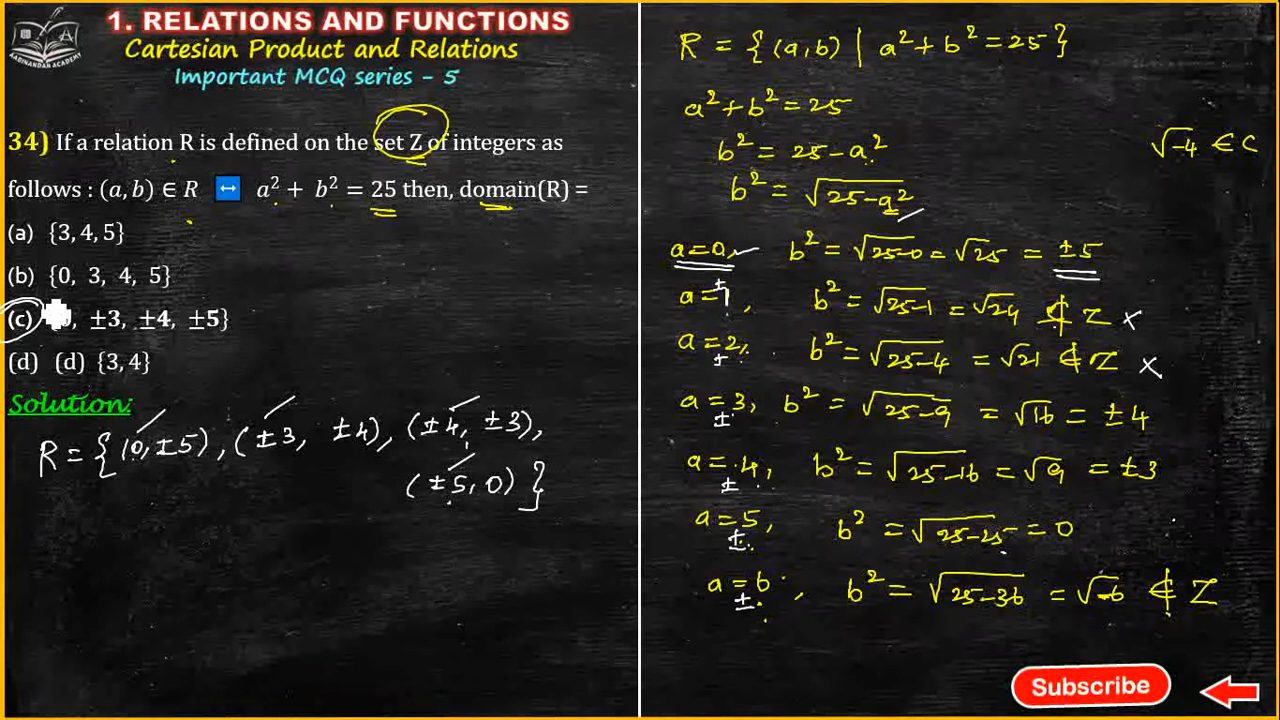 AADINANDAN ACADEMY
1. RELATIONS AND FUNCTIONS
Cartesian Product and Relations
Important MCQ series - 5
34) If a relation R is defined on the set Z of integers as
follows : (a, b) ∈ R ↔ a² + b² = 25 then, domain(R) =
(a) {3, 4, 5}
(b) {0, 3, 4, 5}
(c) , ±3, ±4, ±5}
(d) (d) {3, 4}
Solution:
R = { (0, ±5), (±3, ±4), (±4, ±3),
(±5, 0) }
R = { (a, b) | a² + b² = 25 }
a² + b² = 25
b² = 25 - a²
b² = √25-a²
√-4 ∈ C
a = 0, b² = √25-0 = √25 = ±5
a = ±1, b² = √25-1 = √24 ∉ Z ×
a = ±2, b² = √25-4 = √21 ∉ Z ×
a = ±3, b² = √25-9 = √16 = ±4
a = ±4, b² = √25-16 = √9 = ±3
a = ±5, b² = √25-25 = 0
a = ±6, b² = √25-36 = √-6 ∉ Z
Subscribe